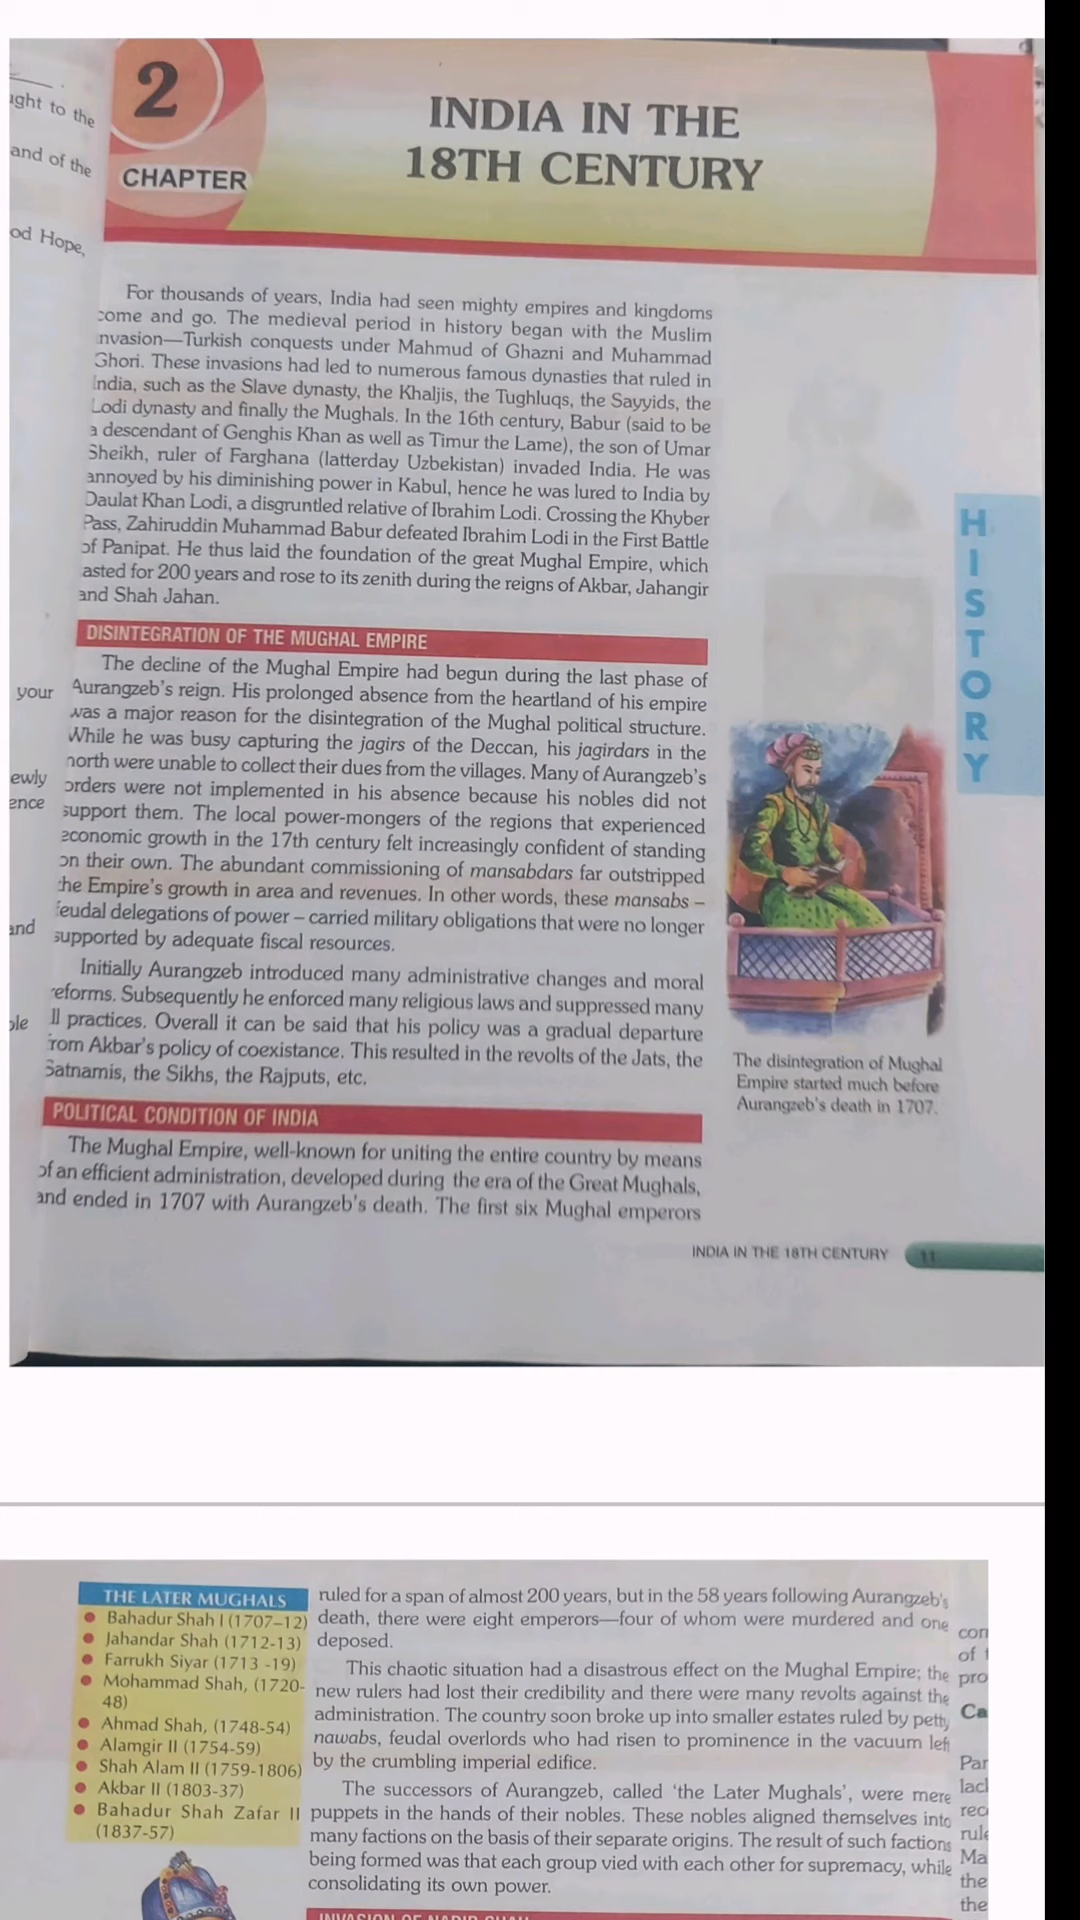 ght to the
and of the
od Hope,
2
CHAPTER
INDIA IN THE
18TH CENTURY
For thousands of years, India had seen mighty empires and kingdoms
come and go. The medieval period in history began with the Muslim
nvasion—Turkish conquests under Mahmud of Ghazni and Muhammad
Ghori. These invasions had led to numerous famous dynasties that ruled in
India, such as the Slave dynasty, the Khaljis, the Tughluqs, the Sayyids, the
Lodi dynasty and finally the Mughals. In the 16th century, Babur (said to be
a descendant of Genghis Khan as well as Timur the Lame), the son of Umar
Sheikh, ruler of Farghana (latterday Uzbekistan) invaded India. He was
annoyed by his diminishing power in Kabul, hence he was lured to India by
Daulat Khan Lodi, a disgruntled relative of Ibrahim Lodi. Crossing the Khyber
Pass, Zahiruddin Muhammad Babur defeated Ibrahim Lodi in the First Battle
of Panipat. He thus laid the foundation of the great Mughal Empire, which
asted for 200 years and rose to its zenith during the reigns of Akbar, Jahangir
and Shah Jahan.
HISTORY
DISINTEGRATION OF THE MUGHAL EMPIRE
The decline of the Mughal Empire had begun during the last phase of
Aurangzeb's reign. His prolonged absence from the heartland of his empire
was a major reason for the disintegration of the Mughal political structure.
While he was busy capturing the jagirs of the Deccan, his jagirdars in the
north were unable to collect their dues from the villages. Many of Aurangzeb's
orders were not implemented in his absence because his nobles did not
support them. The local power-mongers of the regions that experienced
economic growth in the 17th century felt increasingly confident of standing
on their own. The abundant commissioning of mansabdars far outstripped
the Empire's growth in area and revenues. In other words, these mansabs –
feudal delegations of power – carried military obligations that were no longer
supported by adequate fiscal resources.
Initially Aurangzeb introduced many administrative changes and moral
reforms. Subsequently he enforced many religious laws and suppressed many
ll practices. Overall it can be said that his policy was a gradual departure
from Akbar's policy of coexistance. This resulted in the revolts of the Jats, the
Satnamis, the Sikhs, the Rajputs, etc.
your
ewly
ence
and
ple
The disintegration of Mughal
Empire started much before
Aurangzeb's death in 1707.
POLITICAL CONDITION OF INDIA
The Mughal Empire, well-known for uniting the entire country by means
of an efficient administration, developed during the era of the Great Mughals,
and ended in 1707 with Aurangzeb's death. The first six Mughal emperors
INDIA IN THE 18TH CENTURY 11
THE LATER MUGHALS
Bahadur Shah I (1707–12)
Jahandar Shah (1712-13)
Farrukh Siyar (1713 -19)
Mohammad Shah, (1720-
48)
Ahmad Shah, (1748-54)
Alamgir II (1754-59)
Shah Alam II (1759-1806)
Akbar II (1803-37)
Bahadur Shah Zafar II
(1837-57)
ruled for a span of almost 200 years, but in the 58 years following Aurangzeb's
death, there were eight emperors—four of whom were murdered and one
deposed.
This chaotic situation had a disastrous effect on the Mughal Empire; the
new rulers had lost their credibility and there were many revolts against the
administration. The country soon broke up into smaller estates ruled by petty
nawabs, feudal overlords who had risen to prominence in the vacuum left
by the crumbling imperial edifice.
The successors of Aurangzeb, called 'the Later Mughals', were mere
puppets in the hands of their nobles. These nobles aligned themselves into
many factions on the basis of their separate origins. The result of such factions
being formed was that each group vied with each other for supremacy, while
consolidating its own power.
con
of t
pro
Ca
Par
lack
rec
rule
Ma
the
the
INVASION OF NADIR SHAH